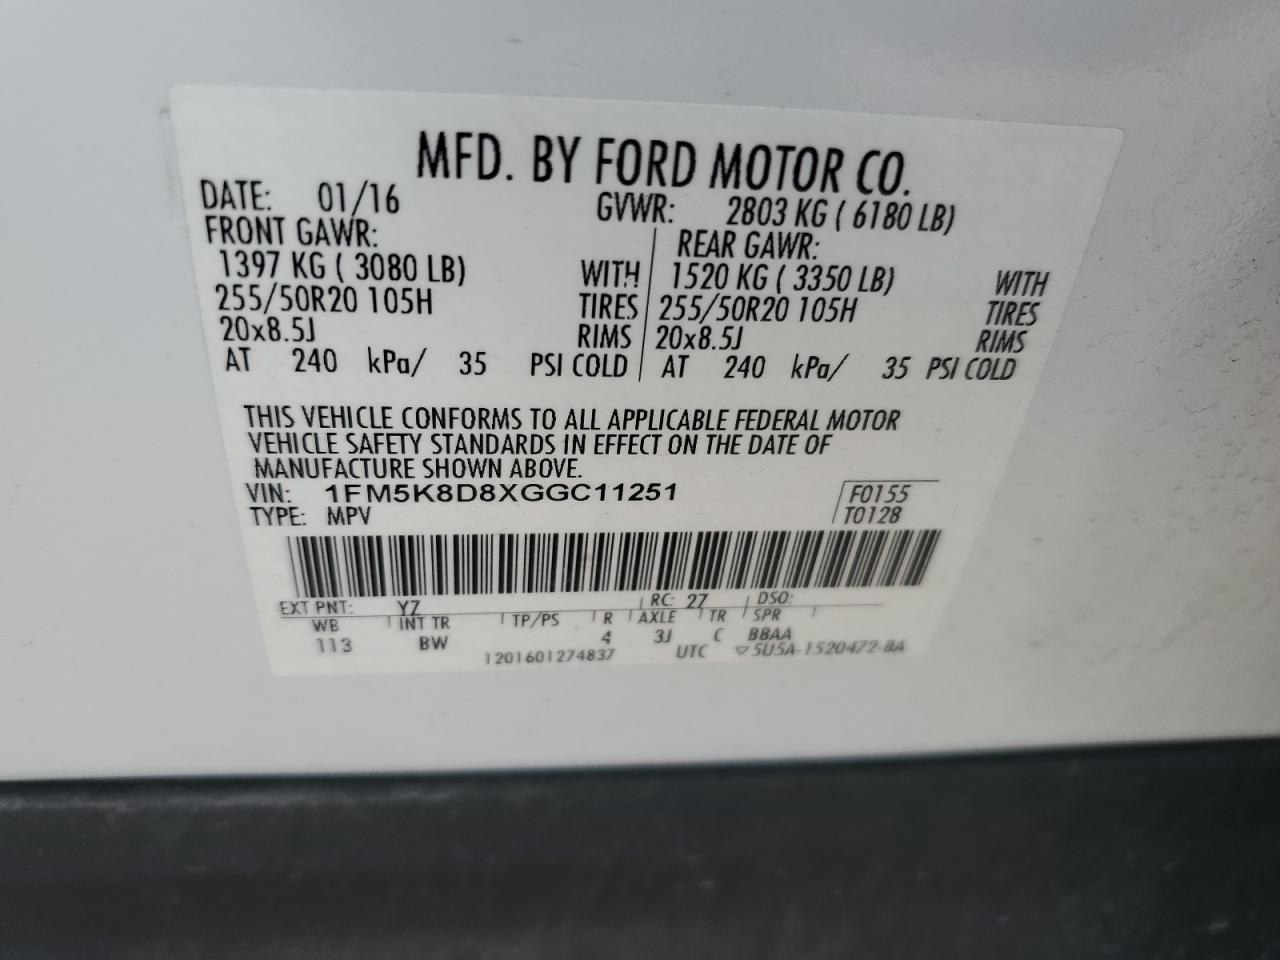 MFD. BY FORD MOTOR CO.
DATE: 01/16 GVWR: 2803 KG ( 6180 LB)
FRONT GAWR: REAR GAWR:
1397 KG ( 3080 LB) WITH 1520 KG ( 3350 LB) WITH
255/50R20 105H TIRES 255/50R20 105H TIRES
20x8.5J RIMS 20x8.5J RIMS
AT 240 kPa/ 35 PSI COLD AT 240 kPa/ 35 PSI COLD
THIS VEHICLE CONFORMS TO ALL APPLICABLE FEDERAL MOTOR
VEHICLE SAFETY STANDARDS IN EFFECT ON THE DATE OF
MANUFACTURE SHOWN ABOVE.
VIN: 1FM5K8D8XGGC11251 F0155
TYPE: MPV T0128
EXT PNT: YZ RC: 27 DSO:
WB INT TR TP/PS R AXLE TR SPR
113 BW 4 3J C BBAA
1201601274837 UTC ▽5U5A-1520472-BA